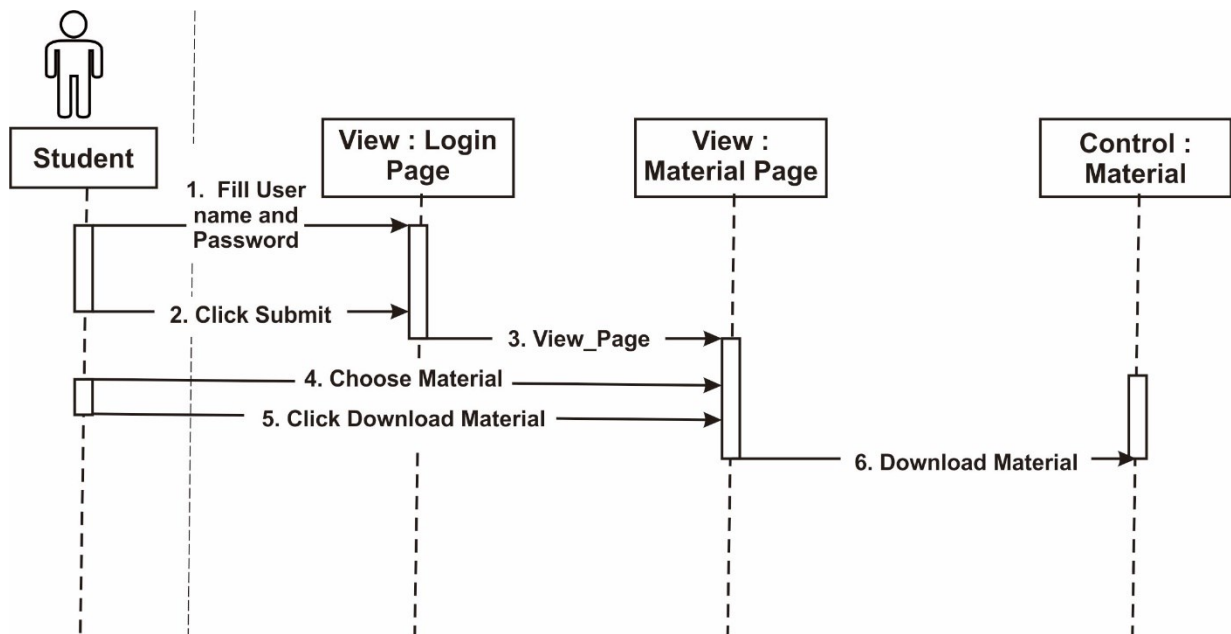 Student
View : Login
Page
View :
Material Page
Control :
Material
1. Fill User
name and
Password
2. Click Submit
3. View_Page
4. Choose Material
5. Click Download Material
6. Download Material